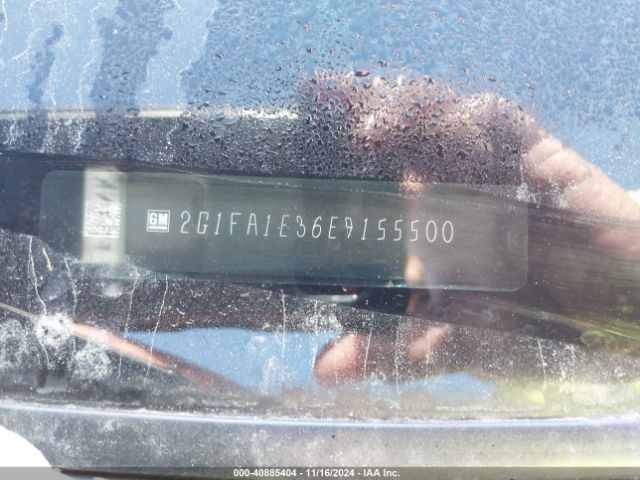 GM 2G1FA1E36E9155500
000-40885404 - 11/16/2024 - IAA Inc.